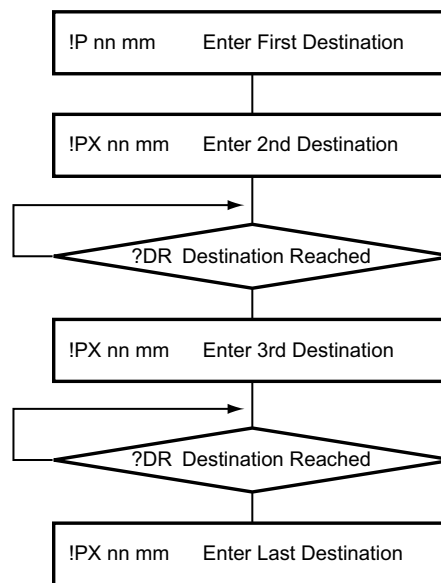 !P nn mm Enter First Destination
!PX nn mm Enter 2nd Destination
?DR Destination Reached
!PX nn mm Enter 3rd Destination
?DR Destination Reached
!PX nn mm Enter Last Destination